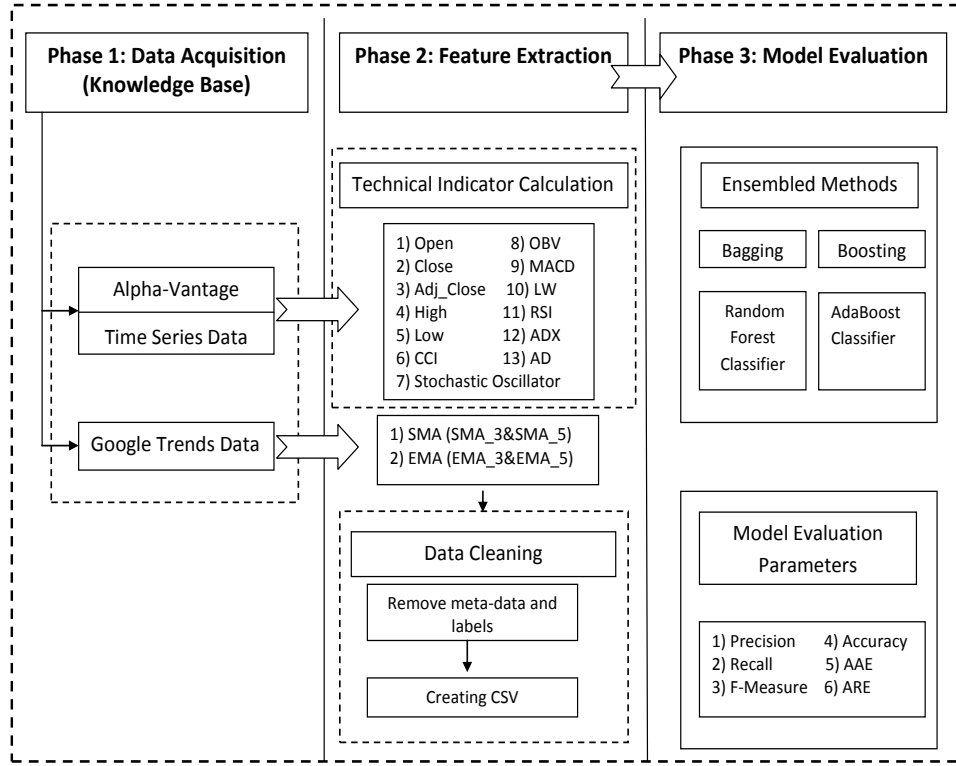 Phase 1: Data Acquisition
(Knowledge Base)
Alpha-Vantage
Time Series Data
Google Trends Data
Phase 2: Feature Extraction
Technical Indicator Calculation
1) Open 8) OBV
2) Close 9) MACD
3) Adj_Close 10) LW
4) High 11) RSI
5) Low 12) ADX
6) CCI 13) AD
7) Stochastic Oscillator
1) SMA (SMA_3&SMA_5)
2) EMA (EMA_3&EMA_5)
Data Cleaning
Remove meta-data and
labels
Creating CSV
Phase 3: Model Evaluation
Ensembled Methods
Bagging
Boosting
Random
Forest
Classifier
AdaBoost
Classifier
Model Evaluation
Parameters
1) Precision 4) Accuracy
2) Recall 5) AAE
3) F-Measure 6) ARE